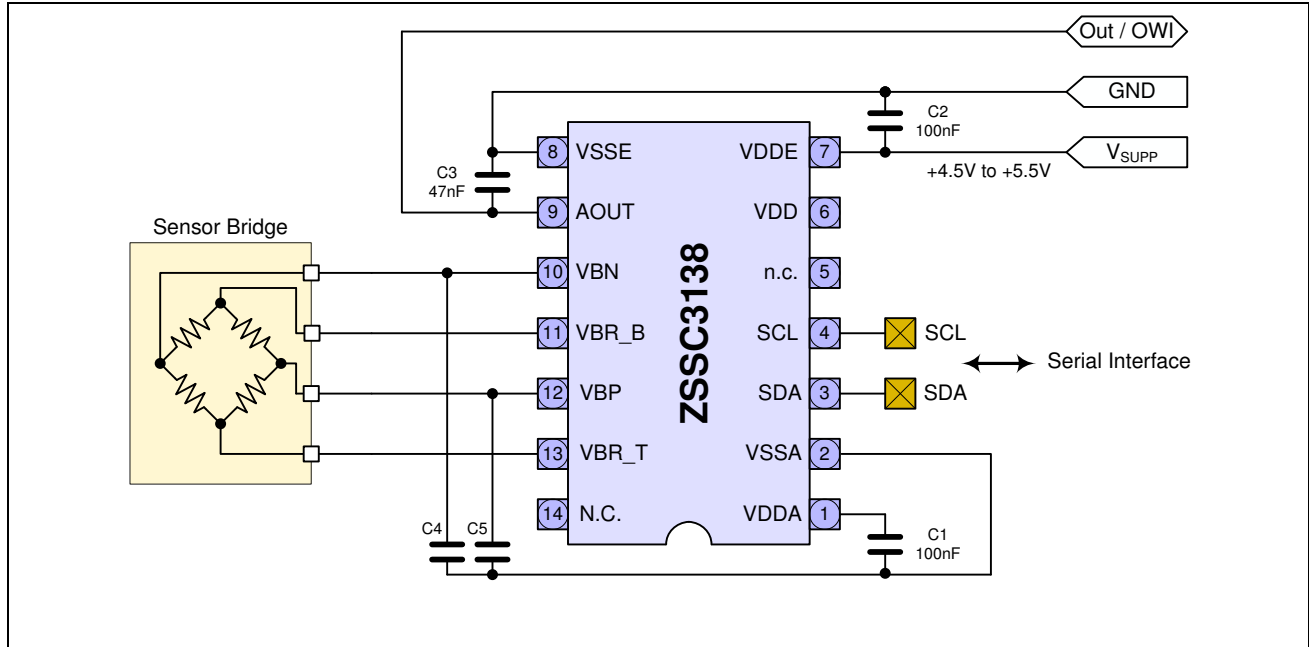 Out / OWI
GND
C2
100nF
VSUPP
+4.5V to +5.5V
8 VSSE
VDDE 7
C3
47nF
9 AOUT
VDD 6
Sensor Bridge
10 VBN
n.c. 5
ZSSC3138
11 VBR_B
SCL 4
SCL
Serial Interface
12 VBP
SDA 3
SDA
13 VBR_T
VSSA 2
14 N.C.
VDDA 1
C4
C5
C1
100nF